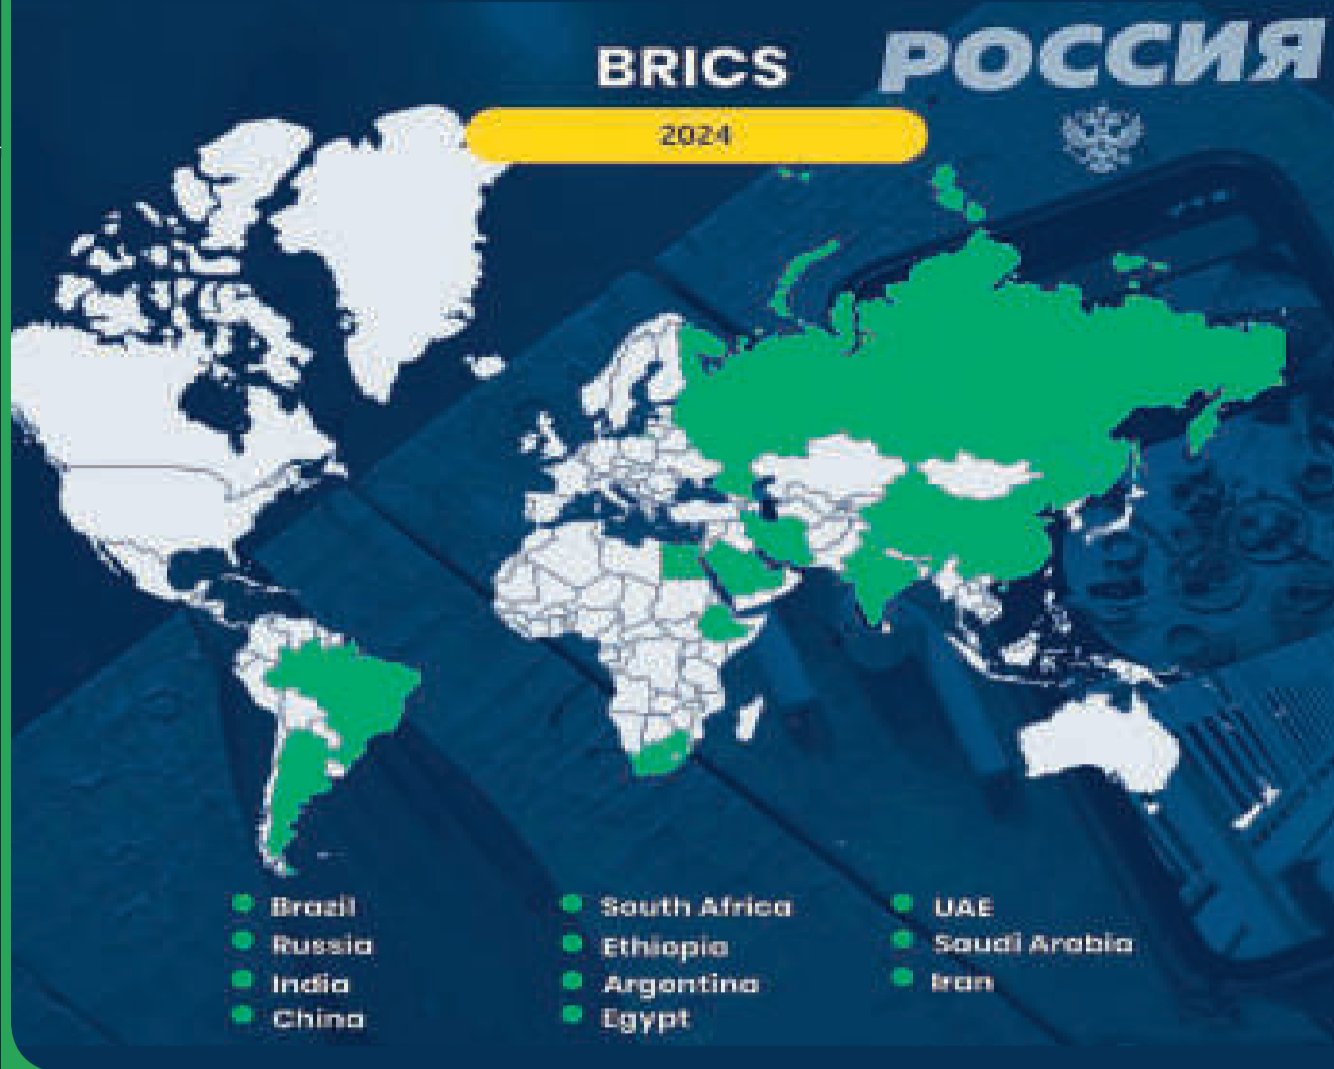 BRICS
РОССИЯ
2024
Brazil
Russia
India
China
South Africa
Ethiopia
Argentina
Egypt
UAE
Saudi Arabia
Iran